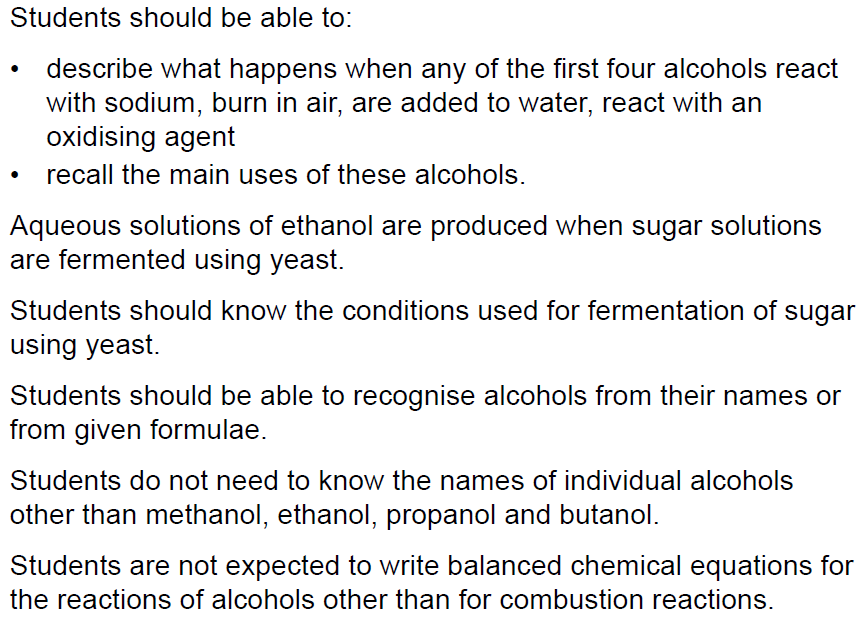 Students should be able to:
• describe what happens when any of the first four alcohols react
with sodium, burn in air, are added to water, react with an
oxidising agent
• recall the main uses of these alcohols.
Aqueous solutions of ethanol are produced when sugar solutions
are fermented using yeast.
Students should know the conditions used for fermentation of sugar
using yeast.
Students should be able to recognise alcohols from their names or
from given formulae.
Students do not need to know the names of individual alcohols
other than methanol, ethanol, propanol and butanol.
Students are not expected to write balanced chemical equations for
the reactions of alcohols other than for combustion reactions.